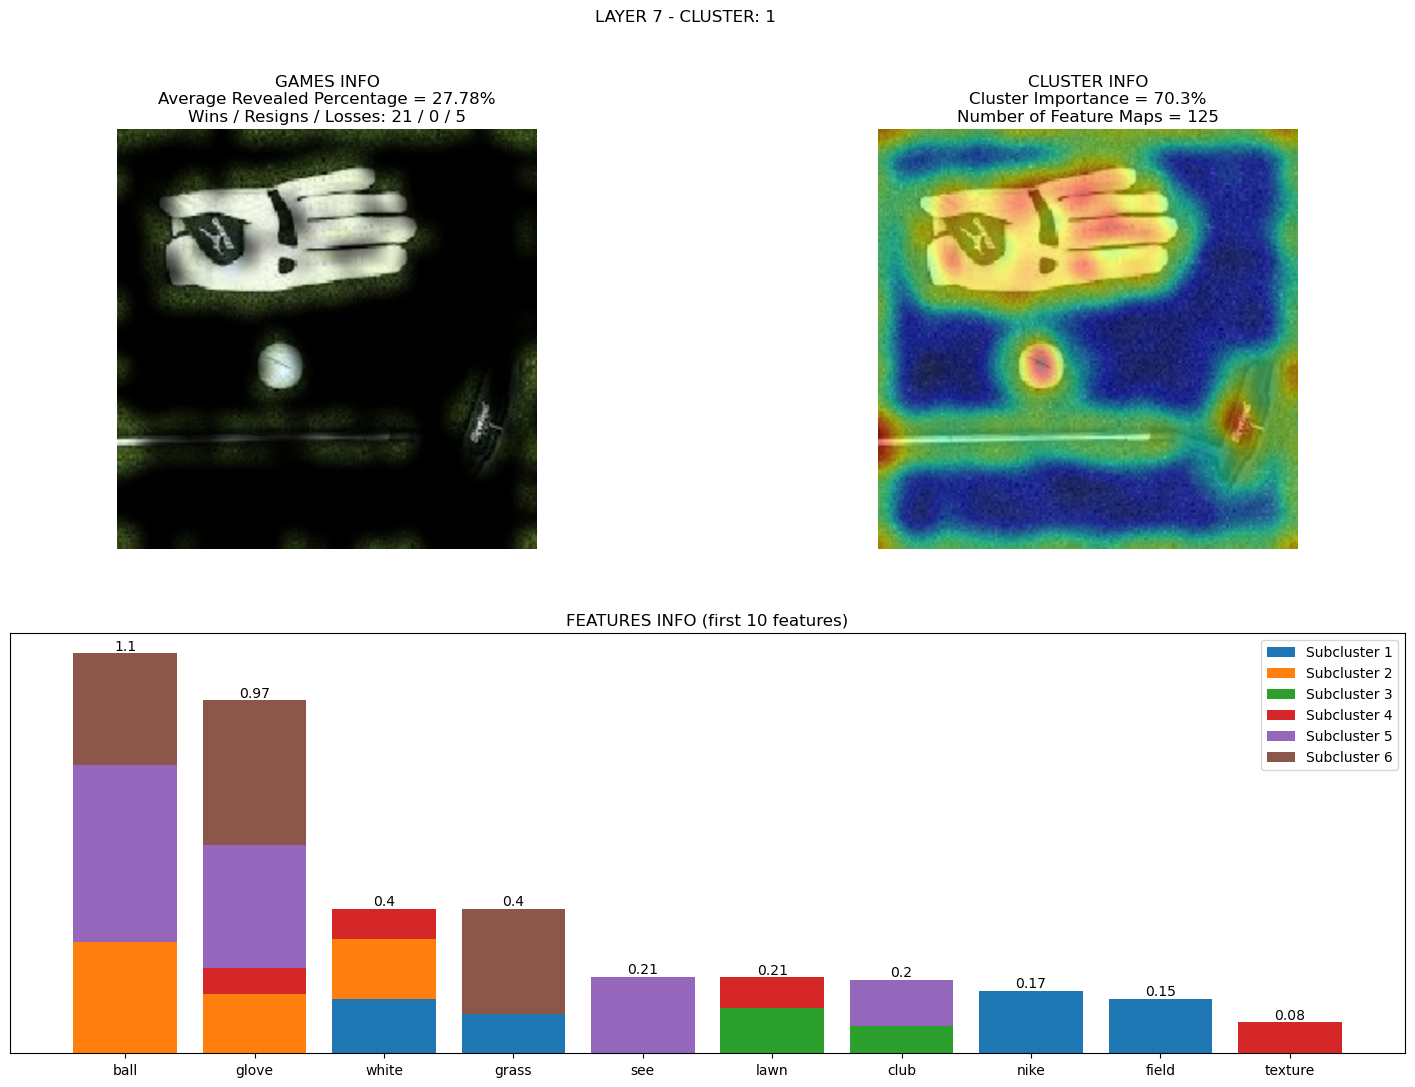 LAYER 7 - CLUSTER: 1
GAMES INFO
Average Revealed Percentage = 27.78%
Wins / Resigns / Losses: 21 / 0 / 5
CLUSTER INFO
Cluster Importance = 70.3%
Number of Feature Maps = 125
FEATURES INFO (first 10 features)
1.1
0.97
0.4
0.4
0.21
0.21
0.2
0.17
0.15
0.08
Subcluster 1
Subcluster 2
Subcluster 3
Subcluster 4
Subcluster 5
Subcluster 6
ball
glove
white
grass
see
lawn
club
nike
field
texture